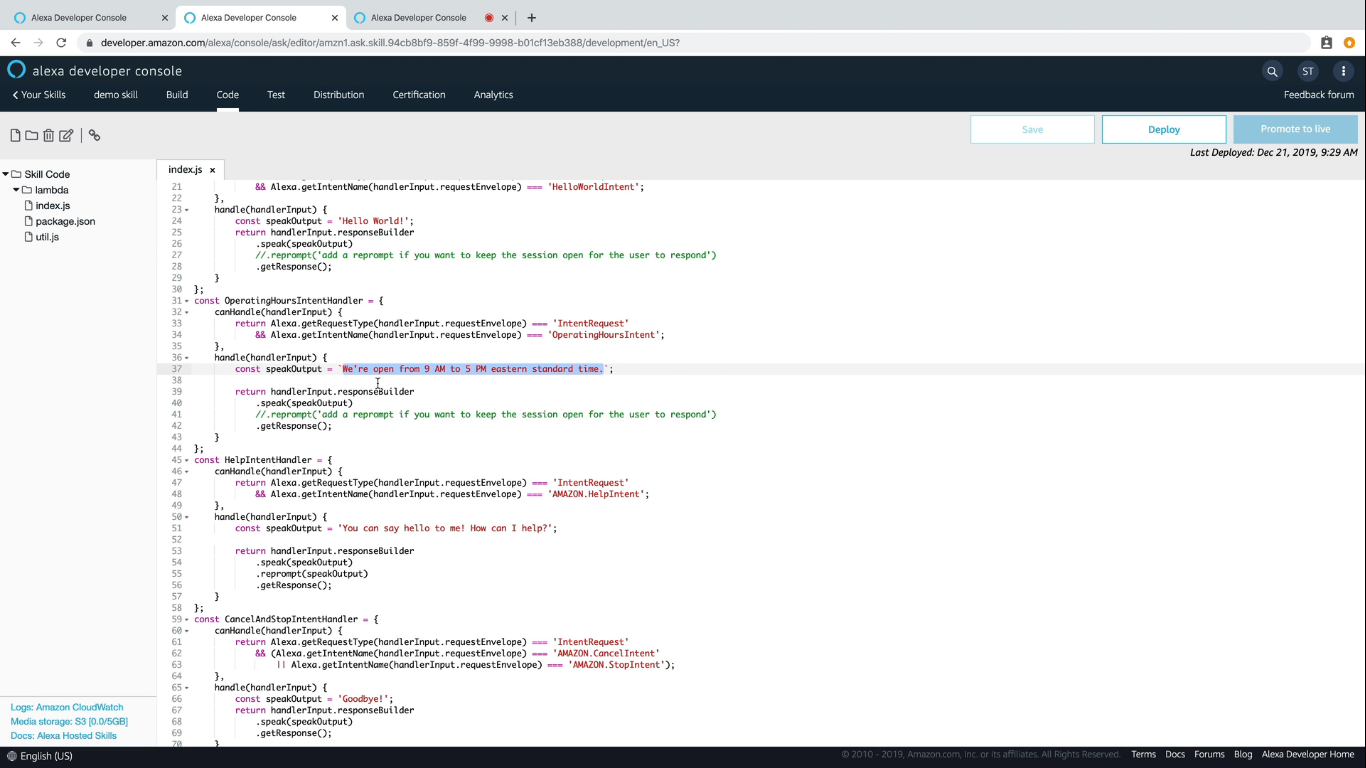 Alexa Developer Console
Alexa Developer Console
Alexa Developer Console
developer.amazon.com/alexa/console/ask/editor/amzn1.ask.skill.94cb8bf9-859f-4f99-9998-b01cf13eb388/development/en_US?
alexa developer console
ST
Your Skills demo skill Build Code Test Distribution Certification Analytics Feedback forum
Save Deploy Promote to live
Last Deployed: Dec 21, 2019, 9:29 AM
Skill Code
lambda
index.js
package.json
util.js
index.js
21 && Alexa.getIntentName(handlerInput.requestEnvelope) === 'HelloWorldIntent';
22 },
23 handle(handlerInput) {
24 const speakOutput = 'Hello World!';
25 return handlerInput.responseBuilder
26 .speak(speakOutput)
27 //.reprompt('add a reprompt if you want to keep the session open for the user to respond')
28 .getResponse();
29 }
30 };
31 const OperatingHoursIntentHandler = {
32 canHandle(handlerInput) {
33 return Alexa.getRequestType(handlerInput.requestEnvelope) === 'IntentRequest'
34 && Alexa.getIntentName(handlerInput.requestEnvelope) === 'OperatingHoursIntent';
35 },
36 handle(handlerInput) {
37 const speakOutput = `We're open from 9 AM to 5 PM eastern standard time.`;
38
39 return handlerInput.responseBuilder
40 .speak(speakOutput)
41 //.reprompt('add a reprompt if you want to keep the session open for the user to respond')
42 .getResponse();
43 }
44 };
45 const HelpIntentHandler = {
46 canHandle(handlerInput) {
47 return Alexa.getRequestType(handlerInput.requestEnvelope) === 'IntentRequest'
48 && Alexa.getIntentName(handlerInput.requestEnvelope) === 'AMAZON.HelpIntent';
49 },
50 handle(handlerInput) {
51 const speakOutput = 'You can say hello to me! How can I help?';
52
53 return handlerInput.responseBuilder
54 .speak(speakOutput)
55 .reprompt(speakOutput)
56 .getResponse();
57 }
58 };
59 const CancelAndStopIntentHandler = {
60 canHandle(handlerInput) {
61 return Alexa.getRequestType(handlerInput.requestEnvelope) === 'IntentRequest'
62 && (Alexa.getIntentName(handlerInput.requestEnvelope) === 'AMAZON.CancelIntent'
63 || Alexa.getIntentName(handlerInput.requestEnvelope) === 'AMAZON.StopIntent');
64 },
65 handle(handlerInput) {
66 const speakOutput = 'Goodbye!';
67 return handlerInput.responseBuilder
68 .speak(speakOutput)
69 .getResponse();
70 }
Logs: Amazon CloudWatch
Media storage: S3 [0.0/5GB]
Docs: Alexa Hosted Skills
English (US)
© 2010 - 2019, Amazon.com, Inc. or its affiliates. All Rights Reserved. Terms Docs Forums Blog Alexa Developer Home